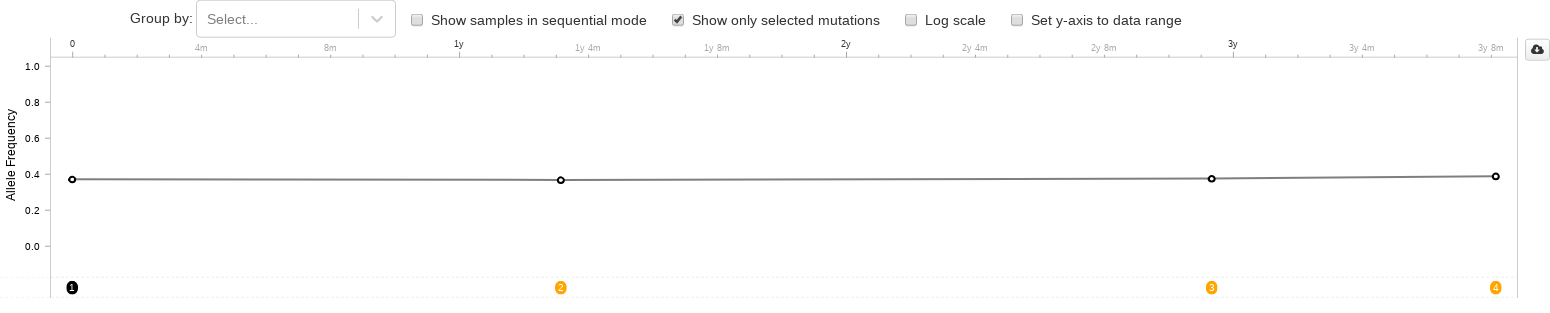 Group by: Select... Show samples in sequential mode Show only selected mutations Log scale Set y-axis to data range
0 4m 8m 1y 1y 4m 1y 8m 2y 2y 4m 2y 8m 3y 3y 4m 3y 8m
1.0
0.8
0.6
0.4
0.2
0.0
Allele Frequency
1 2 3 4